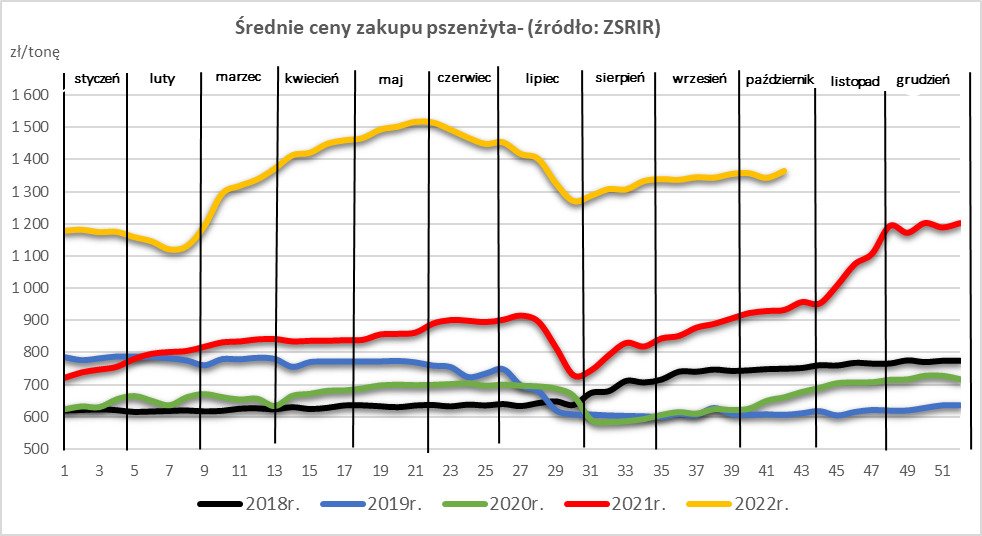 Średnie ceny zakupu pszenżyta- (źródło: ZSRIR)
zł/tonę
styczeń luty marzec kwiecień maj czerwiec lipiec sierpień wrzesień październik listopad grudzień
1 600
1 500
1 400
1 300
1 200
1 100
1 000
900
800
700
600
500
1 3 5 7 9 11 13 15 17 19 21 23 25 27 29 31 33 35 37 39 41 43 45 47 49 51
2018r. 2019r. 2020r. 2021r. 2022r.